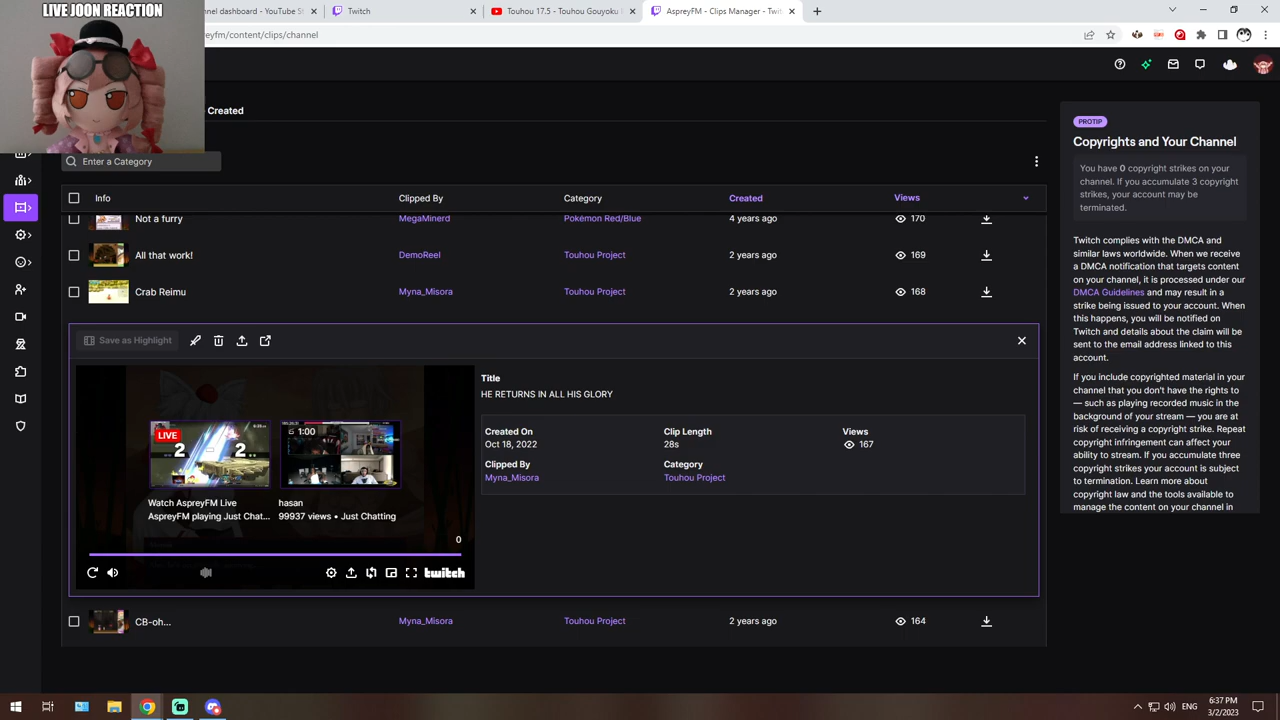 LIVE JOON REACTION
nnel dashboard - YouTube St
Twitch
Touhou 17.5 - Touhou Gouyoku
AspreyFM - Clips Manager - Twit
reyfm/content/clips/channel
Created
Enter a Category
Info
Clipped By
Category
Created
Views
Not a furry
MegaMinerd
Pokémon Red/Blue
4 years ago
170
All that work!
DemoReel
Touhou Project
2 years ago
169
Crab Reimu
Myna_Misora
Touhou Project
2 years ago
168
Save as Highlight
LIVE
2 2
1:00
Watch AspreyFM Live
AspreyFM playing Just Chat...
hasan
99937 views • Just Chatting
0
twitch
Title
HE RETURNS IN ALL HIS GLORY
Created On
Oct 18, 2022
Clip Length
28s
Views
167
Clipped By
Myna_Misora
Category
Touhou Project
CB-oh...
Myna_Misora
Touhou Project
2 years ago
164
PROTIP
Copyrights and Your Channel
You have 0 copyright strikes on
your channel. If you accumulate 3 copyright
strikes, your account may be
terminated.
Twitch complies with the DMCA and
similar laws worldwide. When we receive
a DMCA notification that targets content
on your channel, it is processed under our
DMCA Guidelines and may result in a
strike being issued to your account. When
this happens, you will be notified on
Twitch and details about the claim will be
sent to the email address linked to this
account.
If you include copyrighted material in your
channel that you don't have the rights to
— such as playing recorded music in the
background of your stream — you are at
risk of receiving a copyright strike. Repeat
copyright infringement can affect your
ability to stream. If you accumulate three
copyright strikes your account is subject
to termination. Learn more about
copyright law and the tools available to
manage the content on your channel in
6:37 PM
3/2/2023